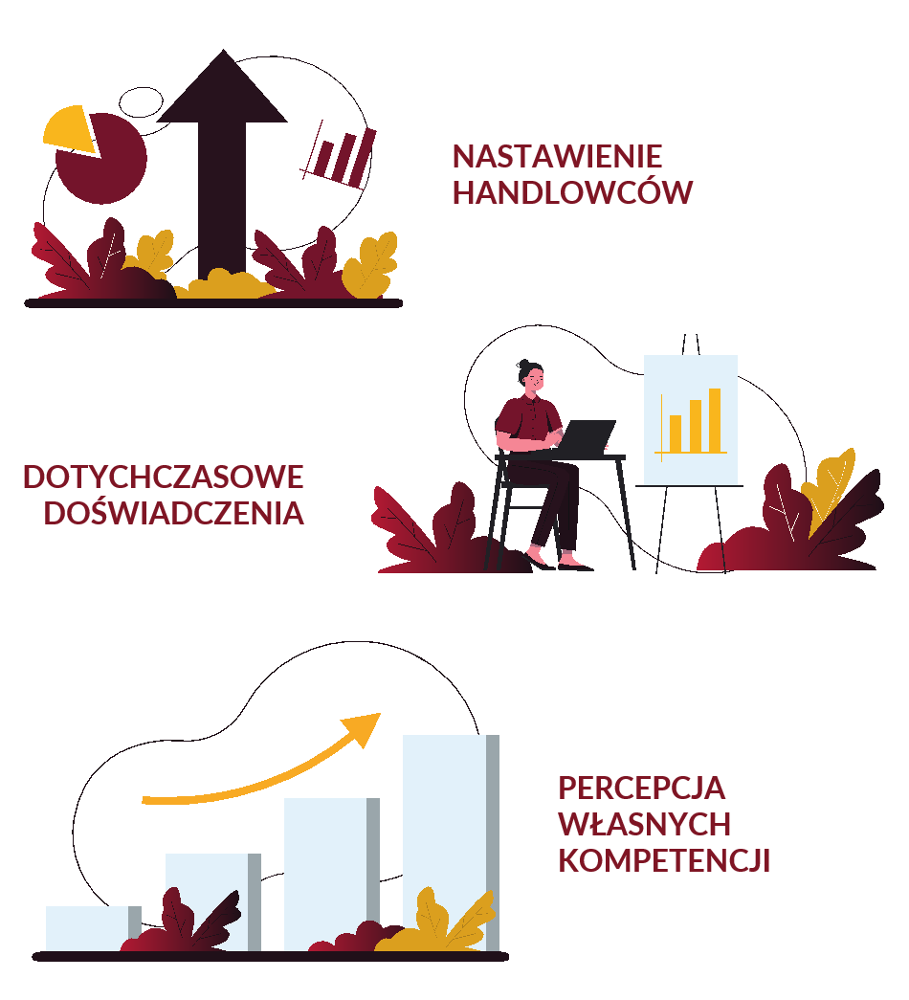 NASTAWIENIE
HANDLOWCÓW
DOTYCHCZASOWE
DOŚWIADCZENIA
PERCEPCJA
WŁASNYCH
KOMPETENCJI